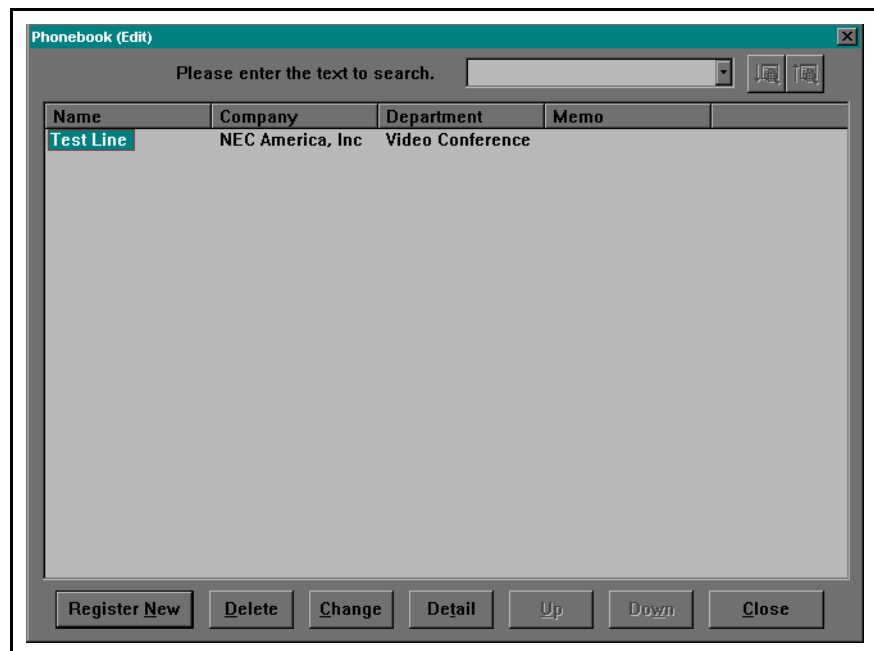 Phonebook (Edit)
Please enter the text to search.
Name Company Department Memo
Test Line NEC America, Inc Video Conference
Register New Delete Change Detail Up Down Close